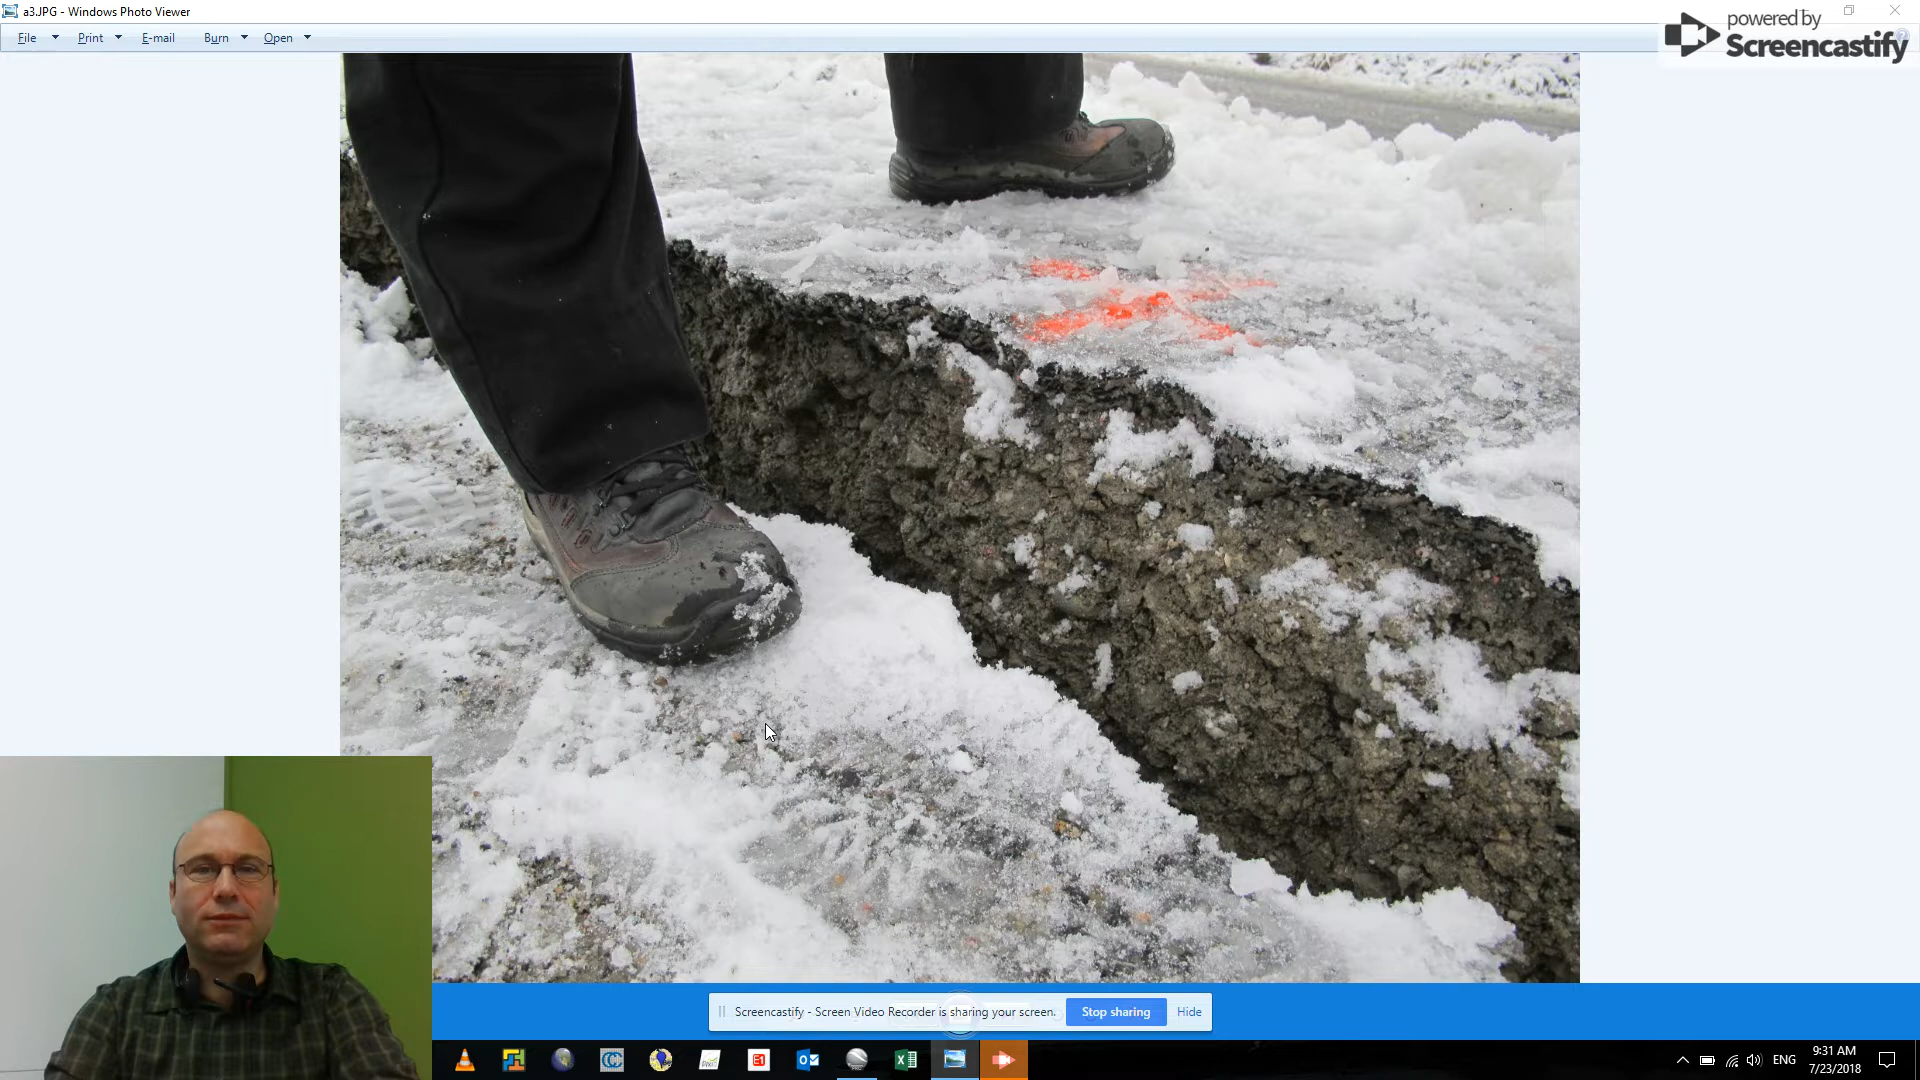 a3.JPG - Windows Photo Viewer
File
Print
E-mail
Burn
Open
powered by
Screencastify
Screencastify - Screen Video Recorder is sharing your screen.
Stop sharing
Hide
E1
ENG
9:31 AM
7/23/2018